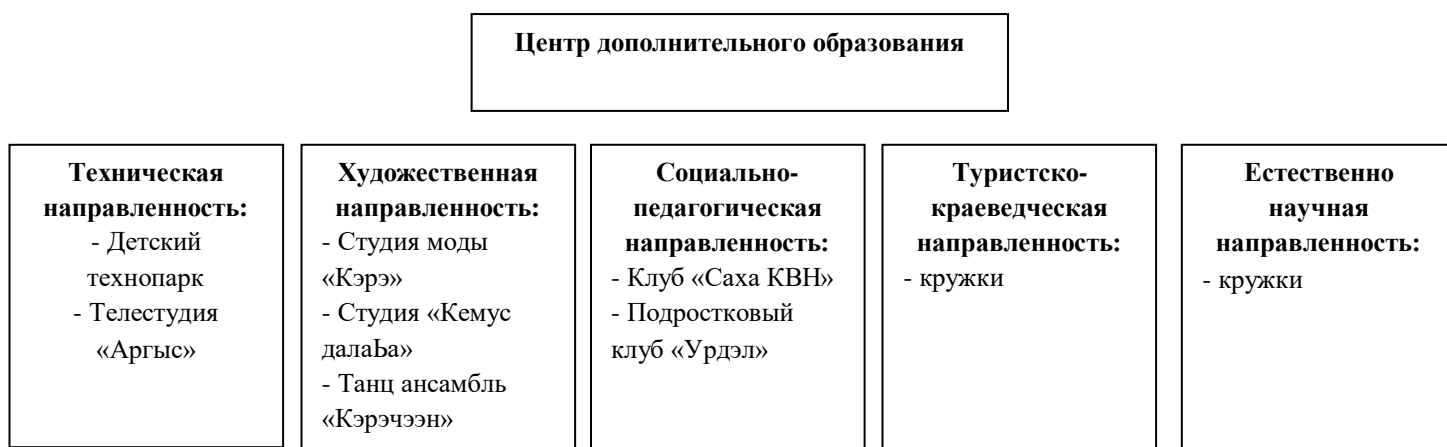 Центр дополнительного образования
Техническая
направленность:
- Детский
технопарк
- Телестудия
«Аргыс»
Художественная
направленность:
- Студия моды
«Кэрэ»
- Студия «Кемус
далаЬа»
- Танц ансамбль
«Кэрэчээн»
Социально-
педагогическая
направленность:
- Клуб «Саха КВН»
- Подростковый
клуб «Урдэл»
Туристско-
краеведческая
направленность:
- кружки
Естественно
научная
направленность:
- кружки